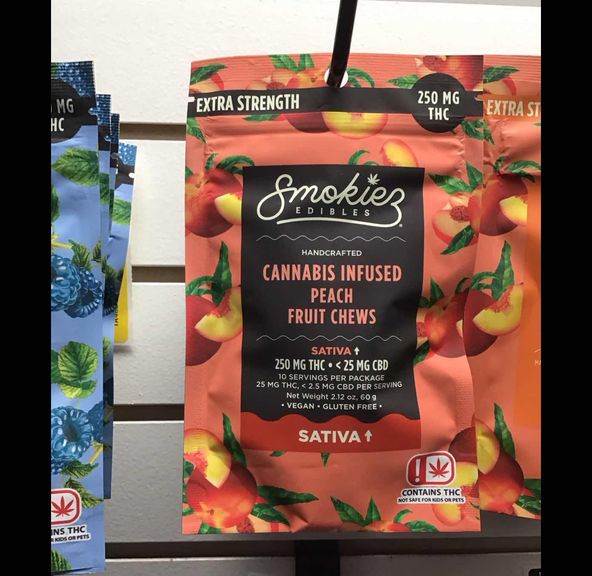 MG
HC
INS THC
R KIDS OR PETS
EXTRA STRENGTH
250 MG
THC
Smokiez
EDIBLES
HANDCRAFTED
CANNABIS INFUSED
PEACH
FRUIT CHEWS
SATIVA ↑
250 MG THC • < 25 MG CBD
10 SERVINGS PER PACKAGE
25 MG THC, < 2.5 MG CBD PER SERVING
Net Weight 2.12 oz, 60 g
• VEGAN • GLUTEN FREE •
SATIVA ↑
!
CONTAINS THC
NOT SAFE FOR KIDS OR PETS
EXTRA ST